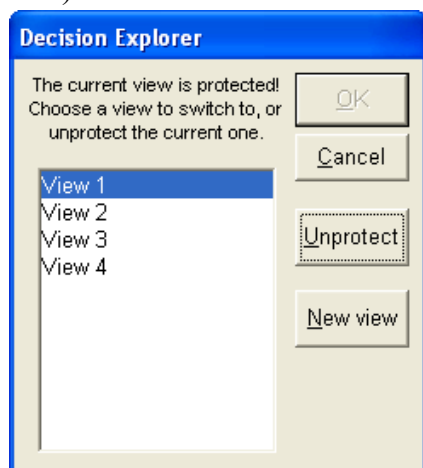 Decision Explorer
The current view is protected!
Choose a view to switch to, or
unprotect the current one.
OK
Cancel
View 1
View 2
View 3
View 4
Unprotect
New view